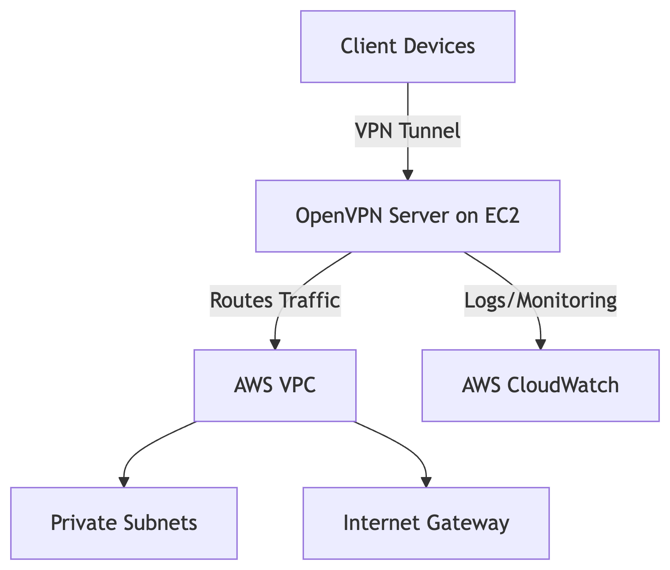 Client Devices
VPN Tunnel
OpenVPN Server on EC2
Routes Traffic
Logs/Monitoring
AWS VPC
AWS CloudWatch
Private Subnets
Internet Gateway